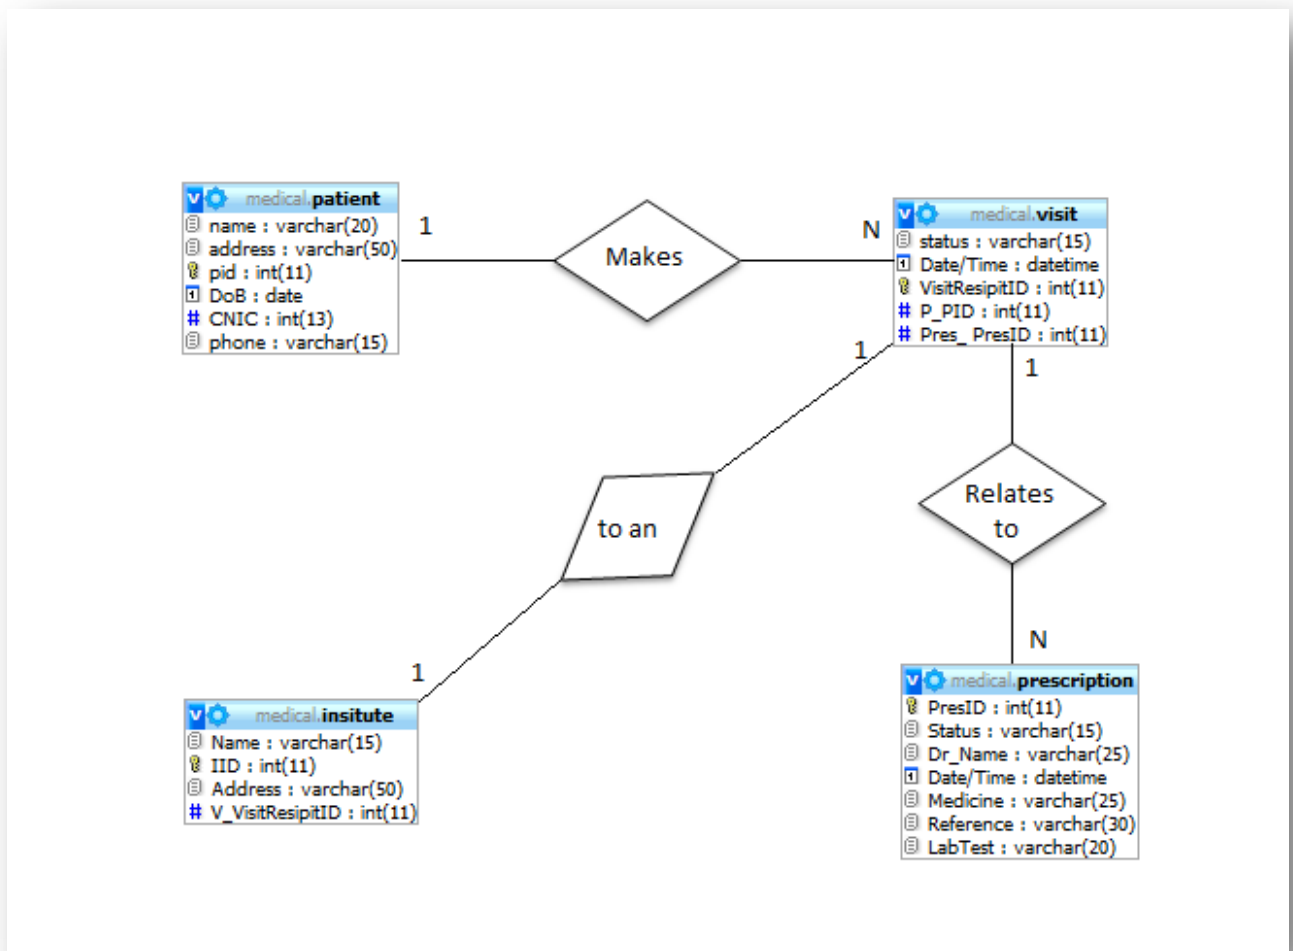 medical.patient
name : varchar(20)
address : varchar(50)
pid : int(11)
DoB : date
CNIC : int(13)
phone : varchar(15)
1
Makes
N
medical.visit
status : varchar(15)
Date/Time : datetime
VisitResipitID : int(11)
P_PID : int(11)
Pres_ PresID : int(11)
1
1
to an
Relates
to
1
N
medical.insitute
Name : varchar(15)
IID : int(11)
Address : varchar(50)
V_VisitResipitID : int(11)
medical.prescription
PresID : int(11)
Status : varchar(15)
Dr_Name : varchar(25)
Date/Time : datetime
Medicine : varchar(25)
Reference : varchar(30)
LabTest : varchar(20)